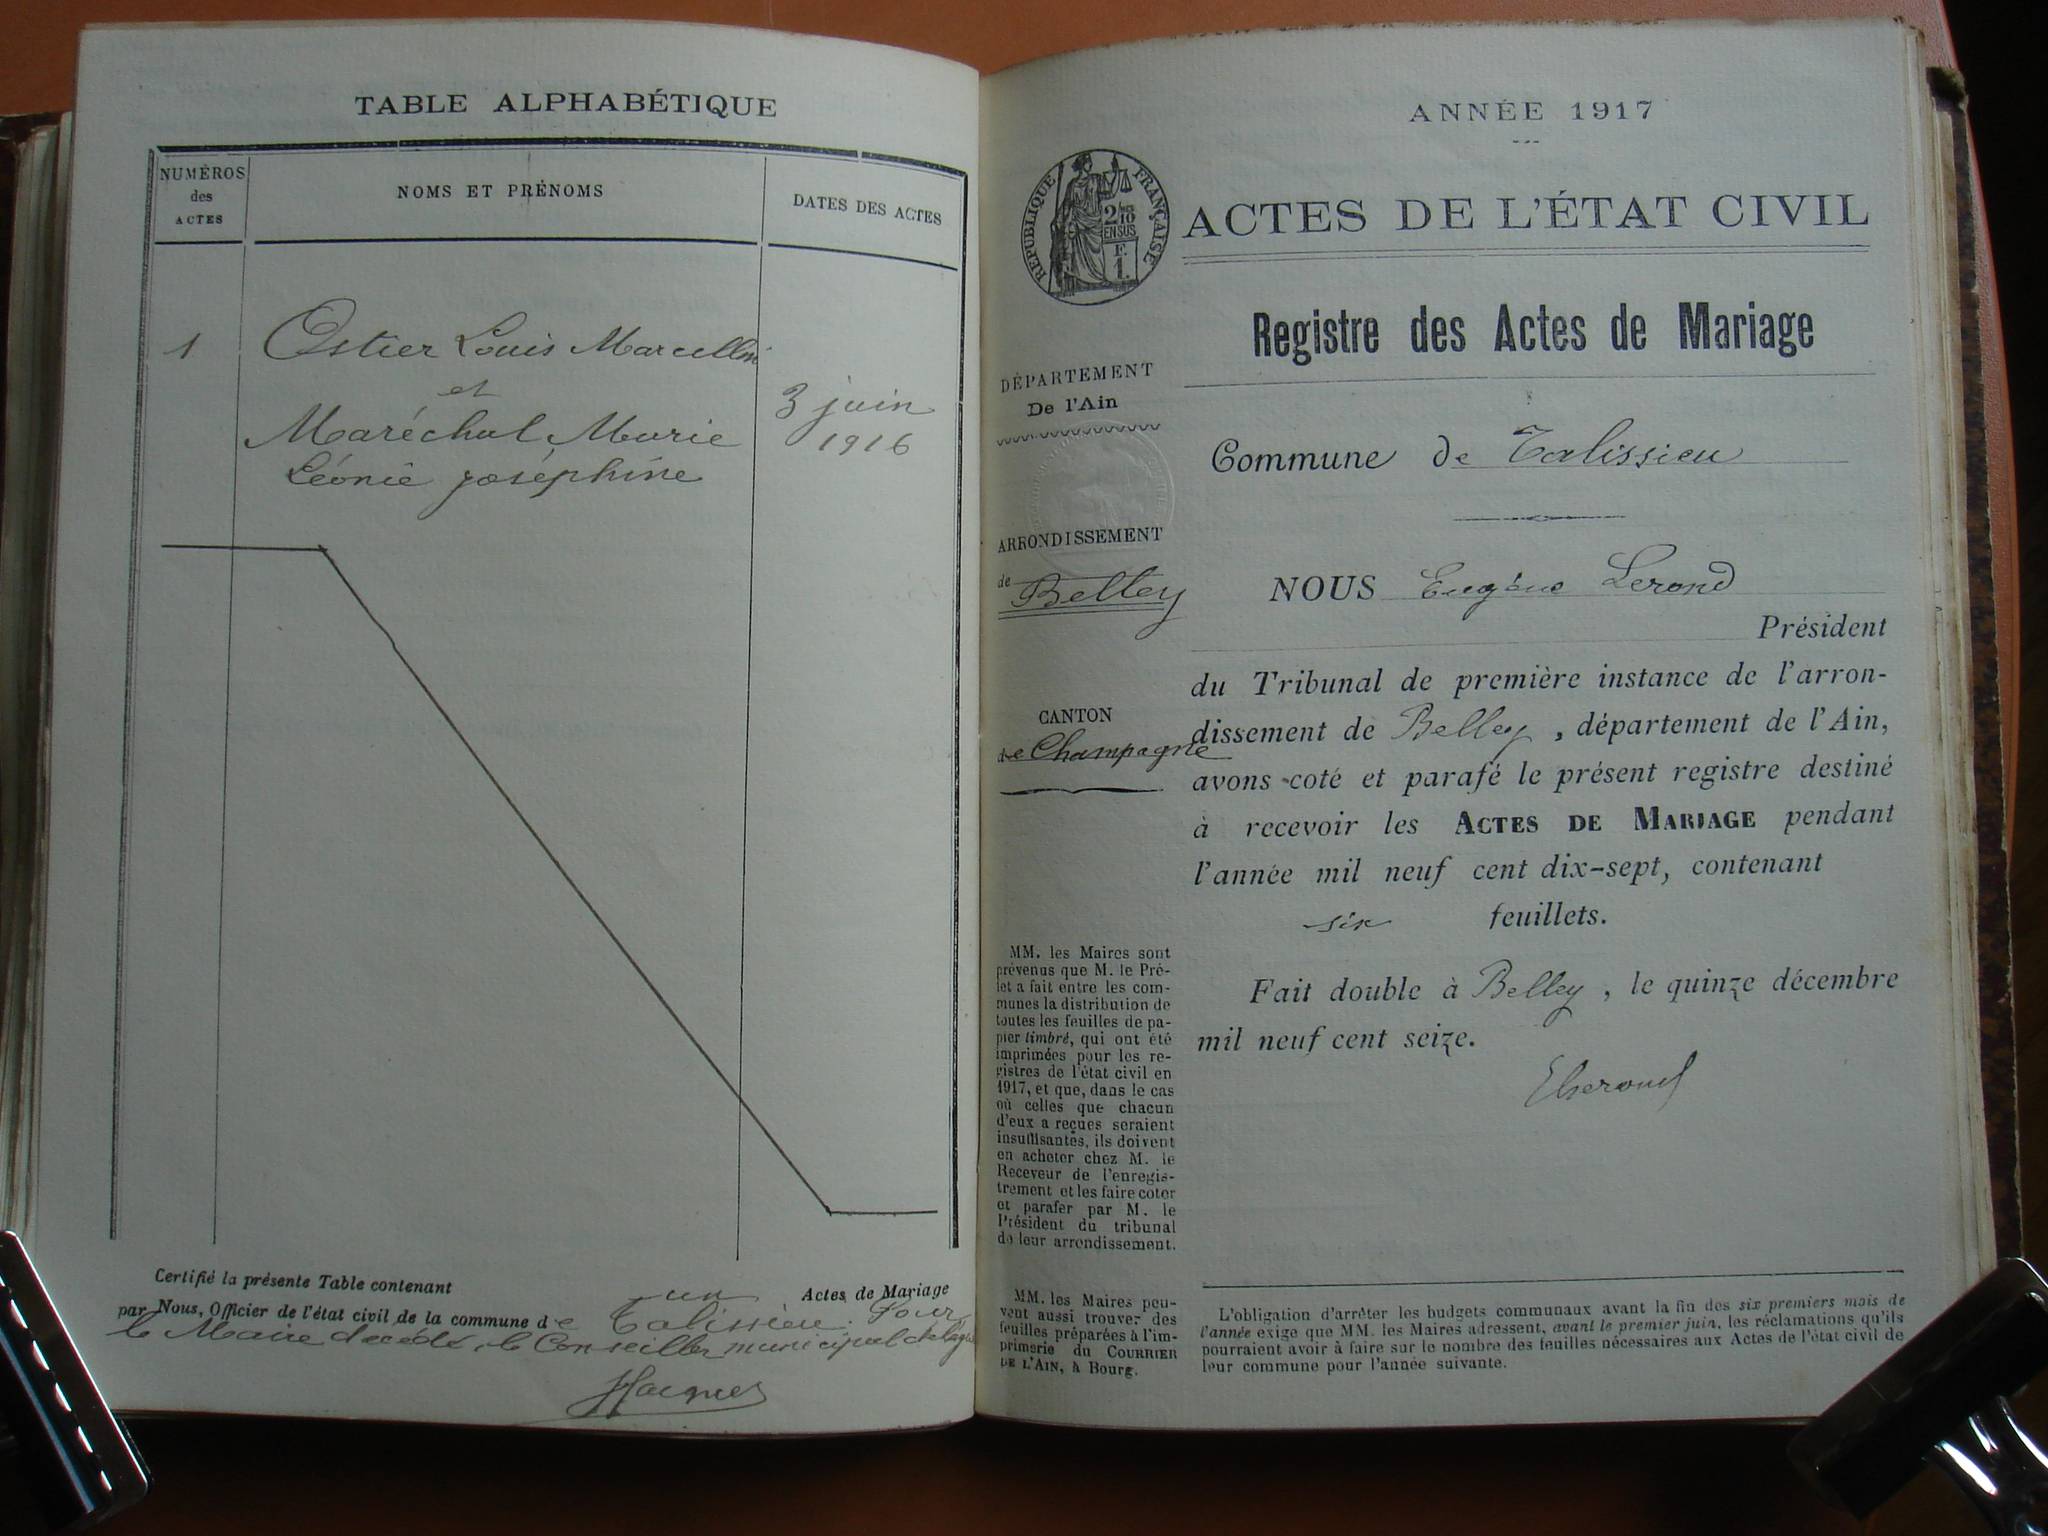 TABLE ALPHABÉTIQUE
NUMÉROS
des
ACTES
NOMS ET PRÉNOMS
DATES DES ACTES
1
Ostier Louis Marcellin
et
Maréchal Marie
Léonie joséphine
3 juin
1916
Certifié la présente Table contenant
un
Actes de Mariage
par Nous, Officier de l'état civil de la commune de Talissieu. Pour
le Maire décédé, le Conseiller municipal délégué
ANNÉE 1917
RÉPUBLIQUE FRANÇAISE
2/10
EN SUS
F.
1.
ACTES DE L'ÉTAT CIVIL
Registre des Actes de Mariage
DÉPARTEMENT
De l'Ain
ARRONDISSEMENT
de
Belley
CANTON
de Champagne
Commune de Talissieu
NOUS Eugène Lerond
Président
du Tribunal de première instance de l'arron-
dissement de Belley, département de l'Ain,
avons coté et parafé le présent registre destiné
à recevoir les ACTES DE MARIAGE pendant
l'année mil neuf cent dix-sept, contenant
six feuillets.
Fait double à Belley, le quinze décembre
mil neuf cent seize.
MM. les Maires sont
prévenus que M. le Pré-
fet a fait entre les com-
munes la distribution de
toutes les feuilles de pa-
pier timbré, qui ont été
imprimées pour les re-
gistres de l'état civil en
1917, et que, dans le cas
où celles que chacun
d'eux a reçues seraient
insuffisantes, ils doivent
en acheter chez M. le
Receveur de l'enregis-
trement et les faire coter
et parafer par M. le
Président du tribunal
de leur arrondissement.
MM. les Maires peu-
vent aussi trouver des
feuilles préparées à l'im-
primerie du COURRIER
DE L'AIN, à Bourg.
L'obligation d'arrêter les budgets communaux avant la fin des six premiers mois de
l'année exige que MM. les Maires adressent, avant le premier juin, les réclamations qu'ils
pourraient avoir à faire sur le nombre des feuilles nécessaires aux Actes de l'état civil de
leur commune pour l'année suivante.